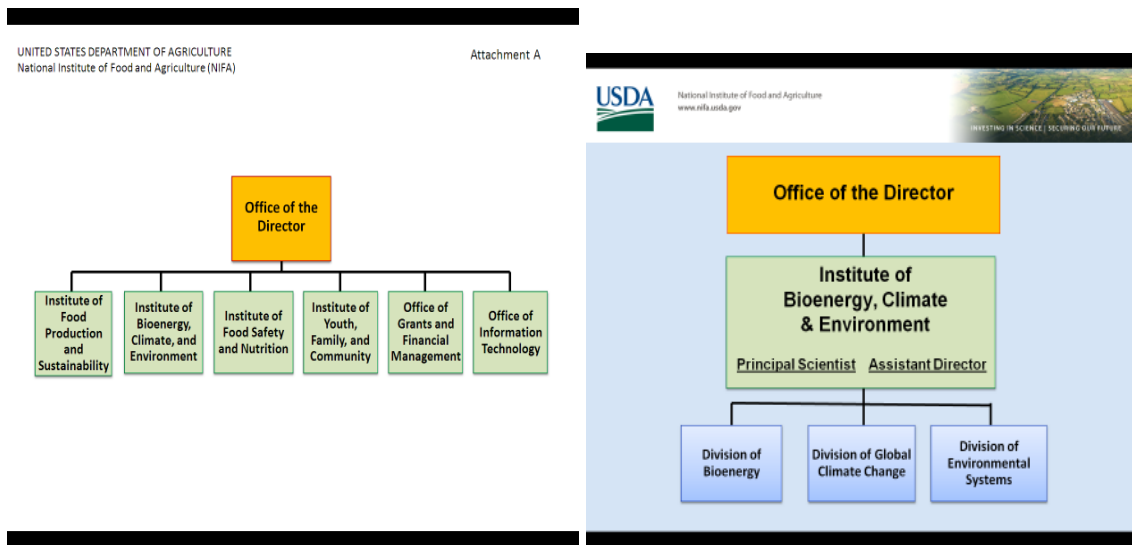 UNITED STATES DEPARTMENT OF AGRICULTURE
National Institute of Food and Agriculture (NIFA)
Attachment A
Office of the
Director
Institute of
Food
Production
and
Sustainability
Institute of
Bioenergy,
Climate, and
Environment
Institute of
Food Safety
and Nutrition
Institute of
Youth,
Family, and
Community
Office of
Grants and
Financial
Management
Office of
Information
Technology
USDA
National Institute of Food and Agriculture
www.nifa.usda.gov
INVESTING IN SCIENCE | SECURING OUR FUTURE
Office of the Director
Institute of
Bioenergy, Climate
& Environment
Principal Scientist Assistant Director
Division of
Bioenergy
Division of Global
Climate Change
Division of
Environmental
Systems